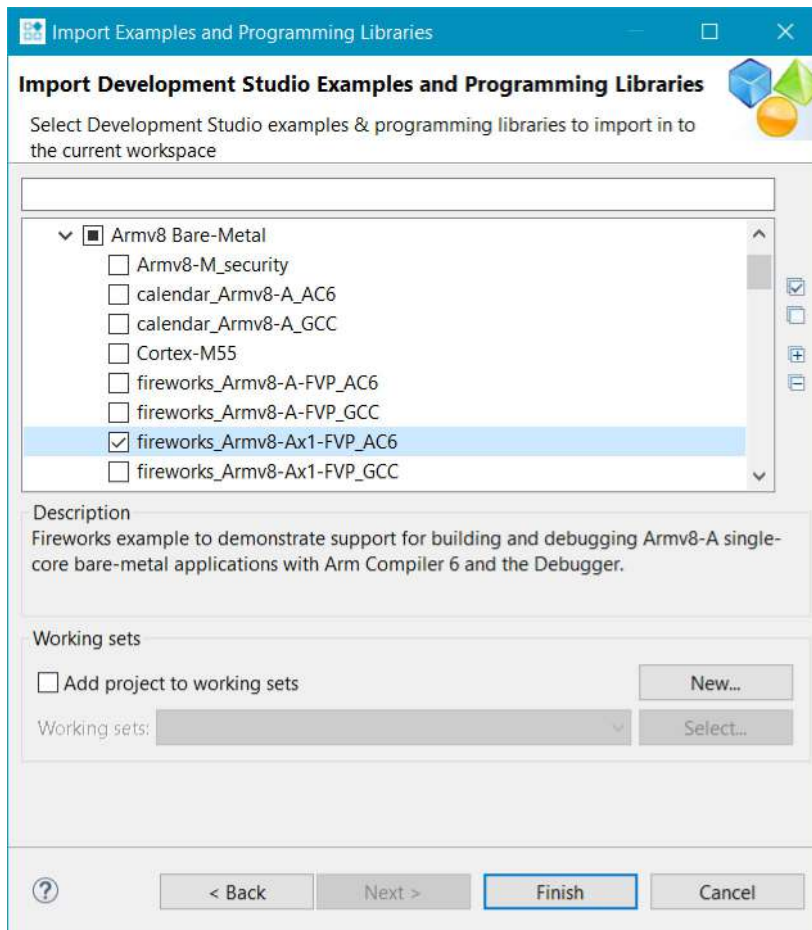 Import Examples and Programming Libraries
Import Development Studio Examples and Programming Libraries
Select Development Studio examples & programming libraries to import in to
the current workspace
Armv8 Bare-Metal
Armv8-M_security
calendar_Armv8-A_AC6
calendar_Armv8-A_GCC
Cortex-M55
fireworks_Armv8-A-FVP_AC6
fireworks_Armv8-A-FVP_GCC
fireworks_Armv8-Ax1-FVP_AC6
fireworks_Armv8-Ax1-FVP_GCC
Description
Fireworks example to demonstrate support for building and debugging Armv8-A single-
core bare-metal applications with Arm Compiler 6 and the Debugger.
Working sets
Add project to working sets
New...
Working sets:
Select...
?
< Back
Next >
Finish
Cancel